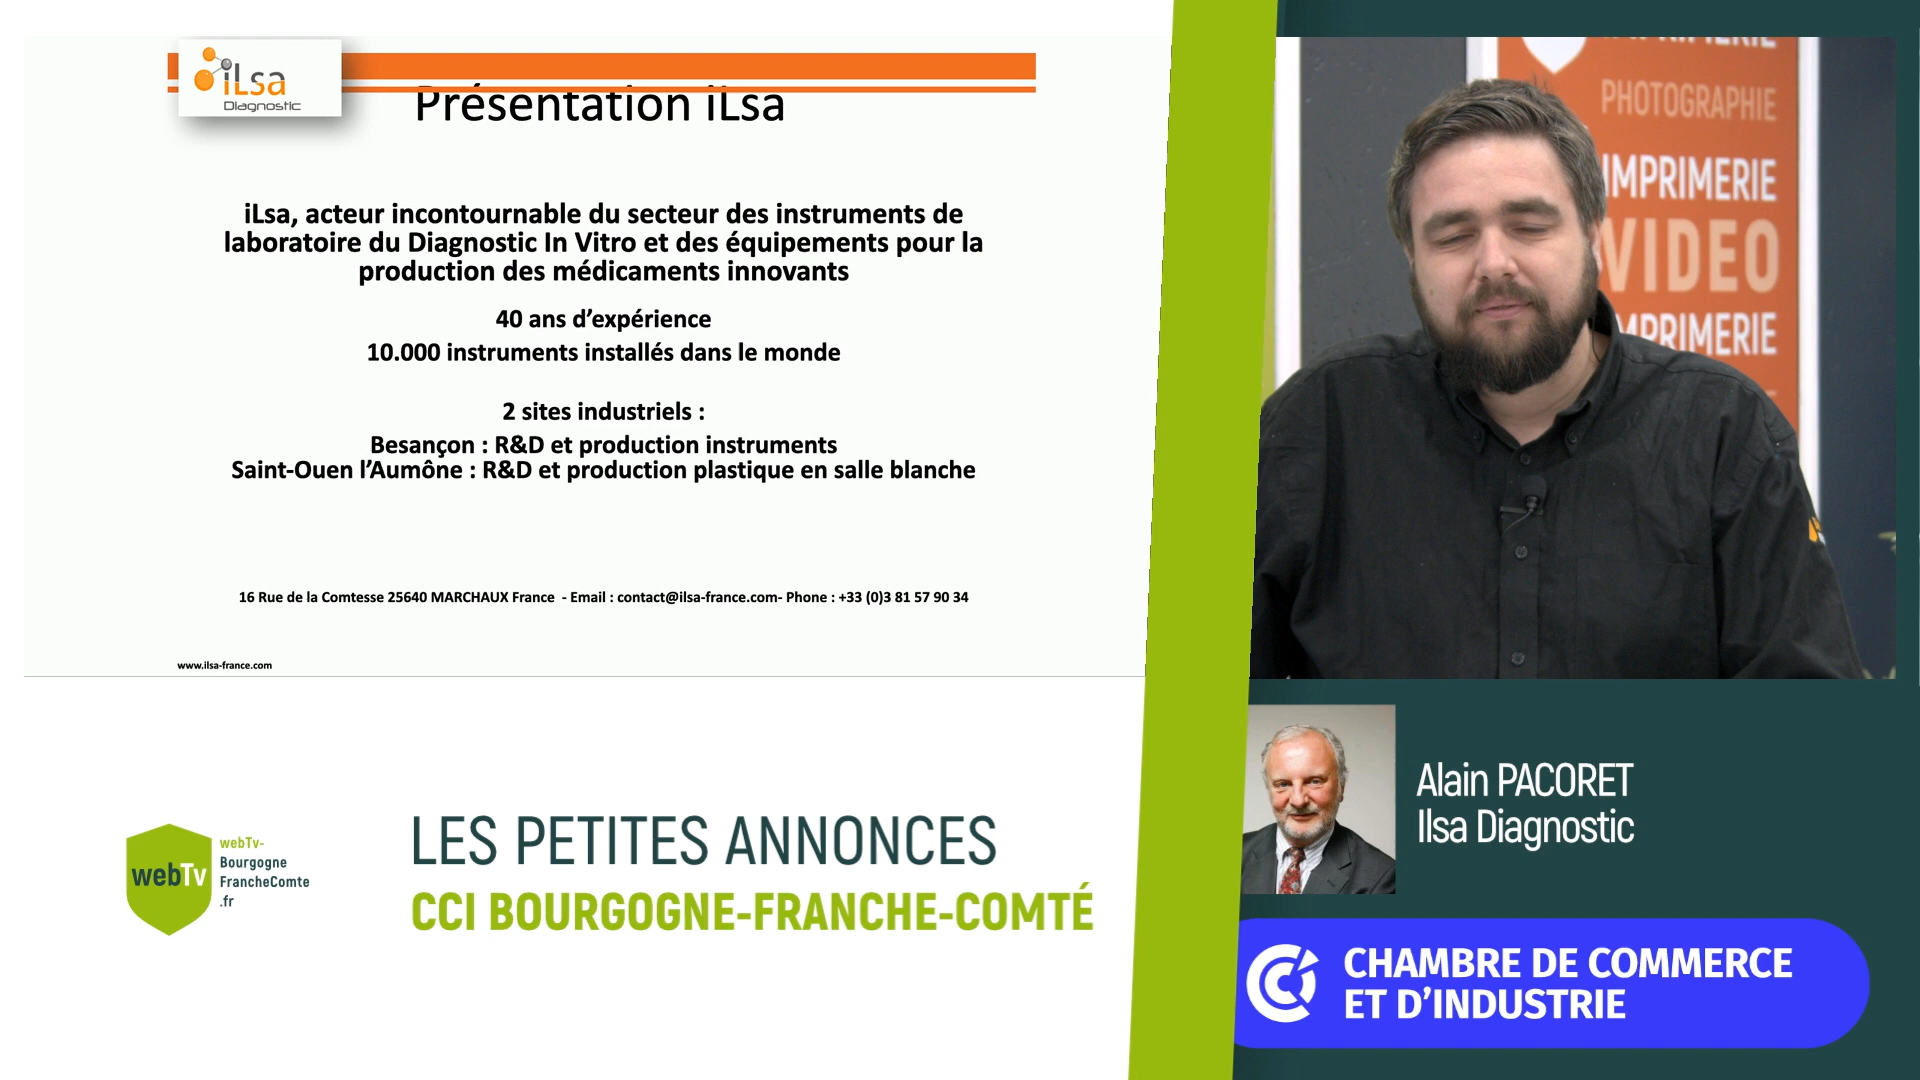 iLsa
Diagnostic
Présentation iLsa
iLsa, acteur incontournable du secteur des instruments de
laboratoire du Diagnostic In Vitro et des équipements pour la
production des médicaments innovants
40 ans d’expérience
10.000 instruments installés dans le monde
2 sites industriels :
Besançon : R&D et production instruments
Saint-Ouen l’Aumône : R&D et production plastique en salle blanche
16 Rue de la Comtesse 25640 MARCHAUX France - Email : contact@ilsa-france.com- Phone : +33 (0)3 81 57 90 34
www.ilsa-france.com
PHOTOGRAPHIE
IMPRIMERIE
VIDEO
IMPRIMERIE
Alain PACORET
Ilsa Diagnostic
webTv
webTv-
Bourgogne
FrancheComte
.fr
LES PETITES ANNONCES
CCI BOURGOGNE-FRANCHE-COMTÉ
CHAMBRE DE COMMERCE
ET D’INDUSTRIE